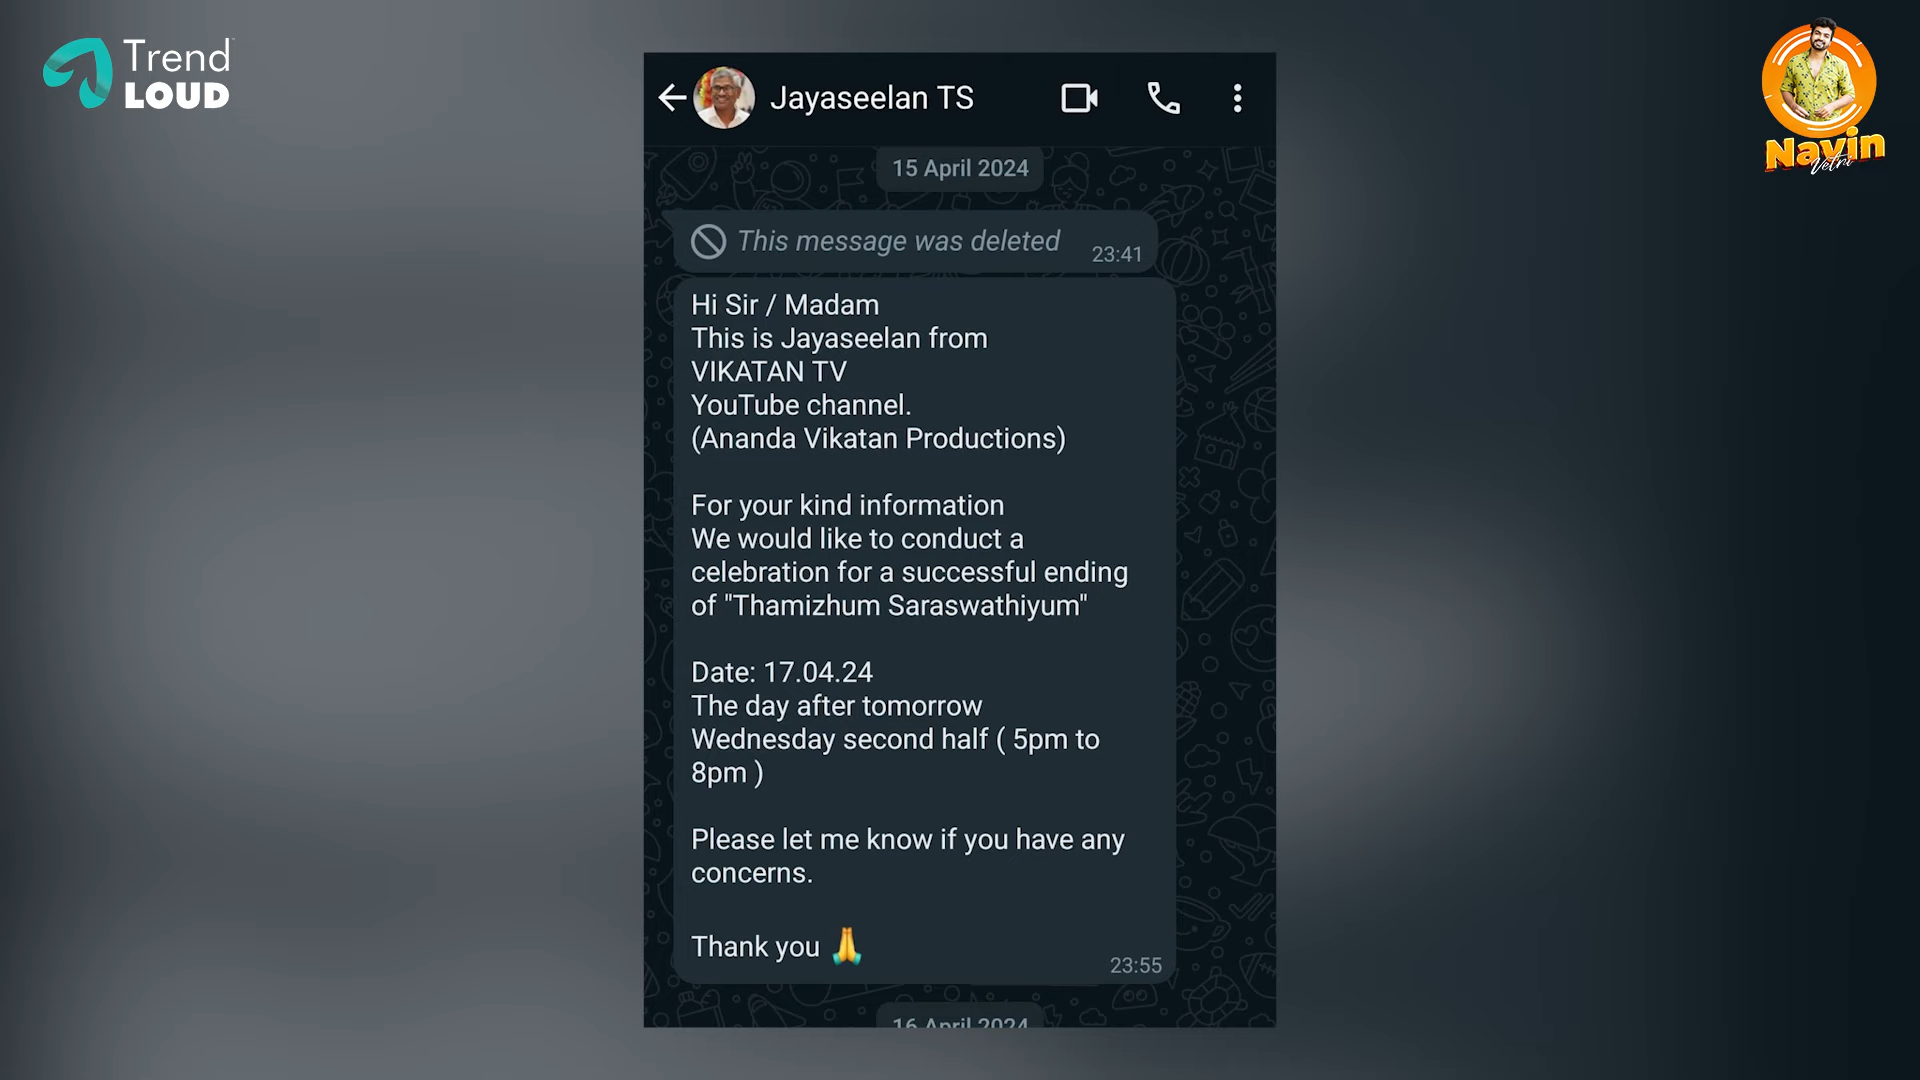 Trend
LOUD
Navin
Vetri
Jayaseelan TS
15 April 2024
This message was deleted
23:41
Hi Sir / Madam
This is Jayaseelan from
VIKATAN TV
YouTube channel.
(Ananda Vikatan Productions)
For your kind information
We would like to conduct a
celebration for a successful ending
of "Thamizhum Saraswathiyum"
Date: 17.04.24
The day after tomorrow
Wednesday second half ( 5pm to
8pm )
Please let me know if you have any
concerns.
Thank you 🙏
23:55
16 April 2024